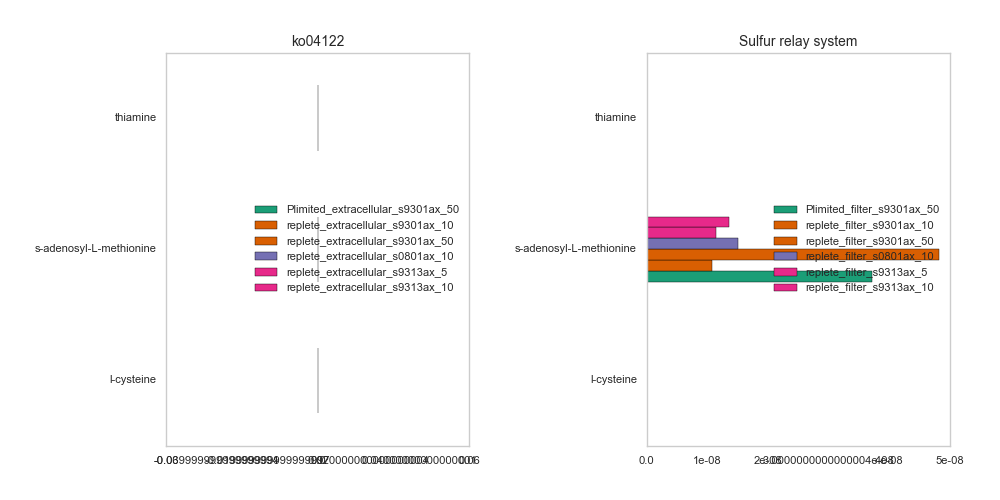 ko04122
thiamine
s-adenosyl-L-methionine
l-cysteine
Plimited_extracellular_s9301ax_50
replete_extracellular_s9301ax_10
replete_extracellular_s9301ax_50
replete_extracellular_s0801ax_10
replete_extracellular_s9313ax_5
replete_extracellular_s9313ax_10
Sulfur relay system
thiamine
s-adenosyl-L-methionine
l-cysteine
Plimited_filter_s9301ax_50
replete_filter_s9301ax_10
replete_filter_s9301ax_50
replete_filter_s0801ax_10
replete_filter_s9313ax_5
replete_filter_s9313ax_10
0.0 1e-08 5e-08